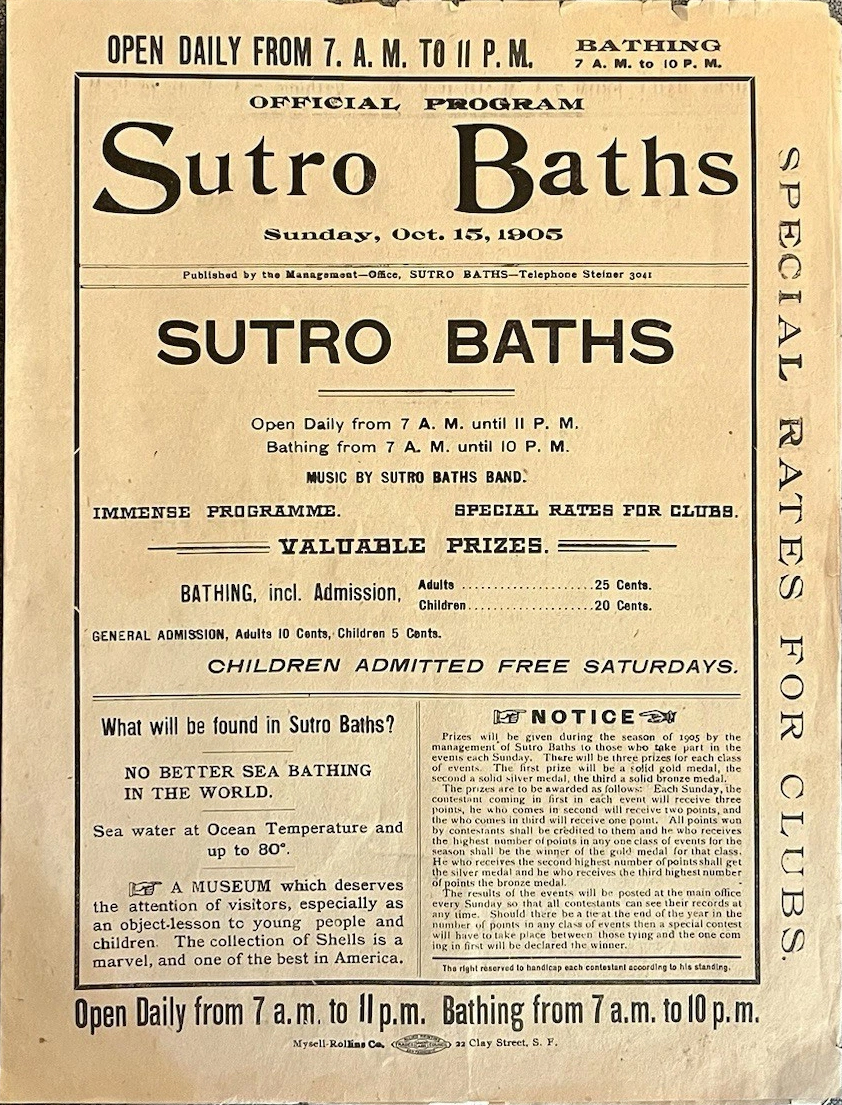 OPEN DAILY FROM 7. A. M. TO 11 P. M.
BATHING
7 A. M. to 10 P. M.
OFFICIAL PROGRAM
Sutro Baths
Sunday, Oct. 15, 1905
Published by the Management—Office, SUTRO BATHS—Telephone Steiner 3041
SUTRO BATHS
Open Daily from 7 A. M. until 11 P. M.
Bathing from 7 A. M. until 10 P. M.
MUSIC BY SUTRO BATHS BAND.
IMMENSE PROGRAMME.
SPECIAL RATES FOR CLUBS.
VALUABLE PRIZES.
BATHING, incl. Admission,
Adults ......................25 Cents.
Children.....................20 Cents.
GENERAL ADMISSION, Adults 10 Cents, Children 5 Cents.
CHILDREN ADMITTED FREE SATURDAYS.
What will be found in Sutro Baths?
NO BETTER SEA BATHING
IN THE WORLD.
Sea water at Ocean Temperature and
up to 80°.
☞ A MUSEUM which deserves
the attention of visitors, especially as
an object-lesson to young people and
children. The collection of Shells is a
marvel, and one of the best in America.
☞NOTICE☜
Prizes will be given during the season of 1905 by the
management of Sutro Baths to those who take part in the
events each Sunday. There will be three prizes for each class
of events. The first prize will be a solid gold medal, the
second a solid silver medal, the third a solid bronze medal.
The prizes are to be awarded as follows: Each Sunday, the
contestant coming in first in each event will receive three
points, he who comes in second will receive two points, and
the who comes in third will receive one point. All points won
by contestants shall be credited to them and he who receives
the highest number of points in any one class of events for the
season shall be the winner of the gold medal for that class.
He who receives the second highest number of points shall get
the silver medal and he who receives the third highest number
of points the bronze medal.
The results of the events will be posted at the main office
every Sunday so that all contestants can see their records at
any time. Should there be a tie at the end of the year in the
number of points in any class of events then a special contest
will have to take place between those tying and the one com
ing in first will be declared the winner.
The right reserved to handicap each contestant according to his standing.
SPECIAL RATES FOR CLUBS.
Open Daily from 7 a.m. to 11 p.m. Bathing from 7 a.m. to 10 p.m.
Mysell-Rollins Co. 22 Clay Street, S. F.